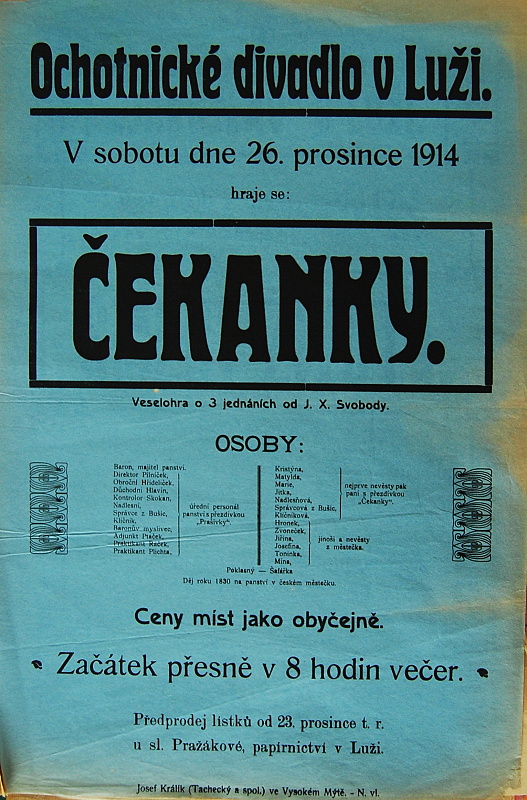 Ochotnické divadlo v Luži.
V sobotu dne 26. prosince 1914
hraje se:
ČEKANKY.
Veselohra o 3 jednáních od J. X. Svobody.
OSOBY:
Baron, majitel panství.
Direktor Pilníček,
Obroční Hřídelíček,
Důchodní Hlavin,
Kontrolor Skokan,
Nadlesní,
Správce z Bušic,
Klíčník,
Baronův myslivec,
Adjunkt Ptáček,
Praktikant Ráček,
Praktikant Plichta,
úřední personál
panství s přezdívkou
„Prašivky“.
Kristýna,
Matylda,
Marie,
Jitka,
Nadlesňová,
Správcová z Bušic,
Klíčníková,
nejprve nevěsty pak
paní s přezdívkou
„Čekanky“.
Hronek,
Zvoneček,
Jiřina,
Josefina,
Toninka,
Mína,
jinoši a nevěsty
z městečka.
Poklasný — Šafářka
Děj roku 1830 na panství v českém městečku.
Ceny míst jako obyčejně.
Začátek přesně v 8 hodin večer.
Předprodej lístků od 23. prosince t. r.
u sl. Pražákové, papírnictví v Luži.
Josef Králík (Tachecký a spol.) ve Vysokém Mýtě. - N. vl.